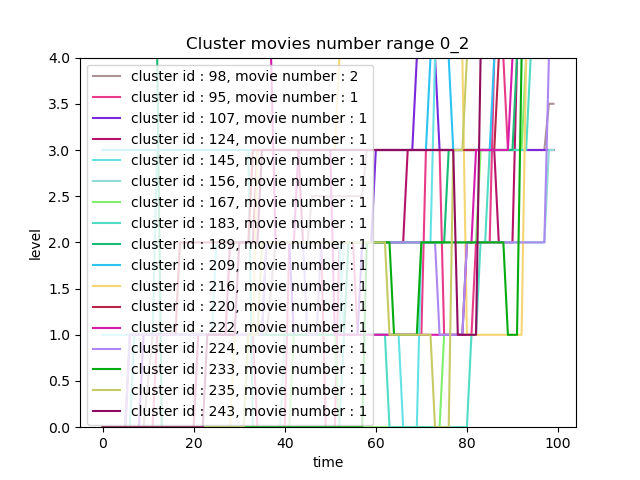 Cluster movies number range 0_2
level
4.0
3.5
3.0
2.5
2.0
1.5
1.0
0.5
0.0
cluster id : 98, movie number : 2
cluster id : 95, movie number : 1
cluster id : 107, movie number : 1
cluster id : 124, movie number : 1
cluster id : 145, movie number : 1
cluster id : 156, movie number : 1
cluster id : 167, movie number : 1
cluster id : 183, movie number : 1
cluster id : 189, movie number : 1
cluster id : 209, movie number : 1
cluster id : 216, movie number : 1
cluster id : 220, movie number : 1
cluster id : 222, movie number : 1
cluster id : 224, movie number : 1
cluster id : 233, movie number : 1
cluster id : 235, movie number : 1
cluster id : 243, movie number : 1
0 20 40 60 80 100
time